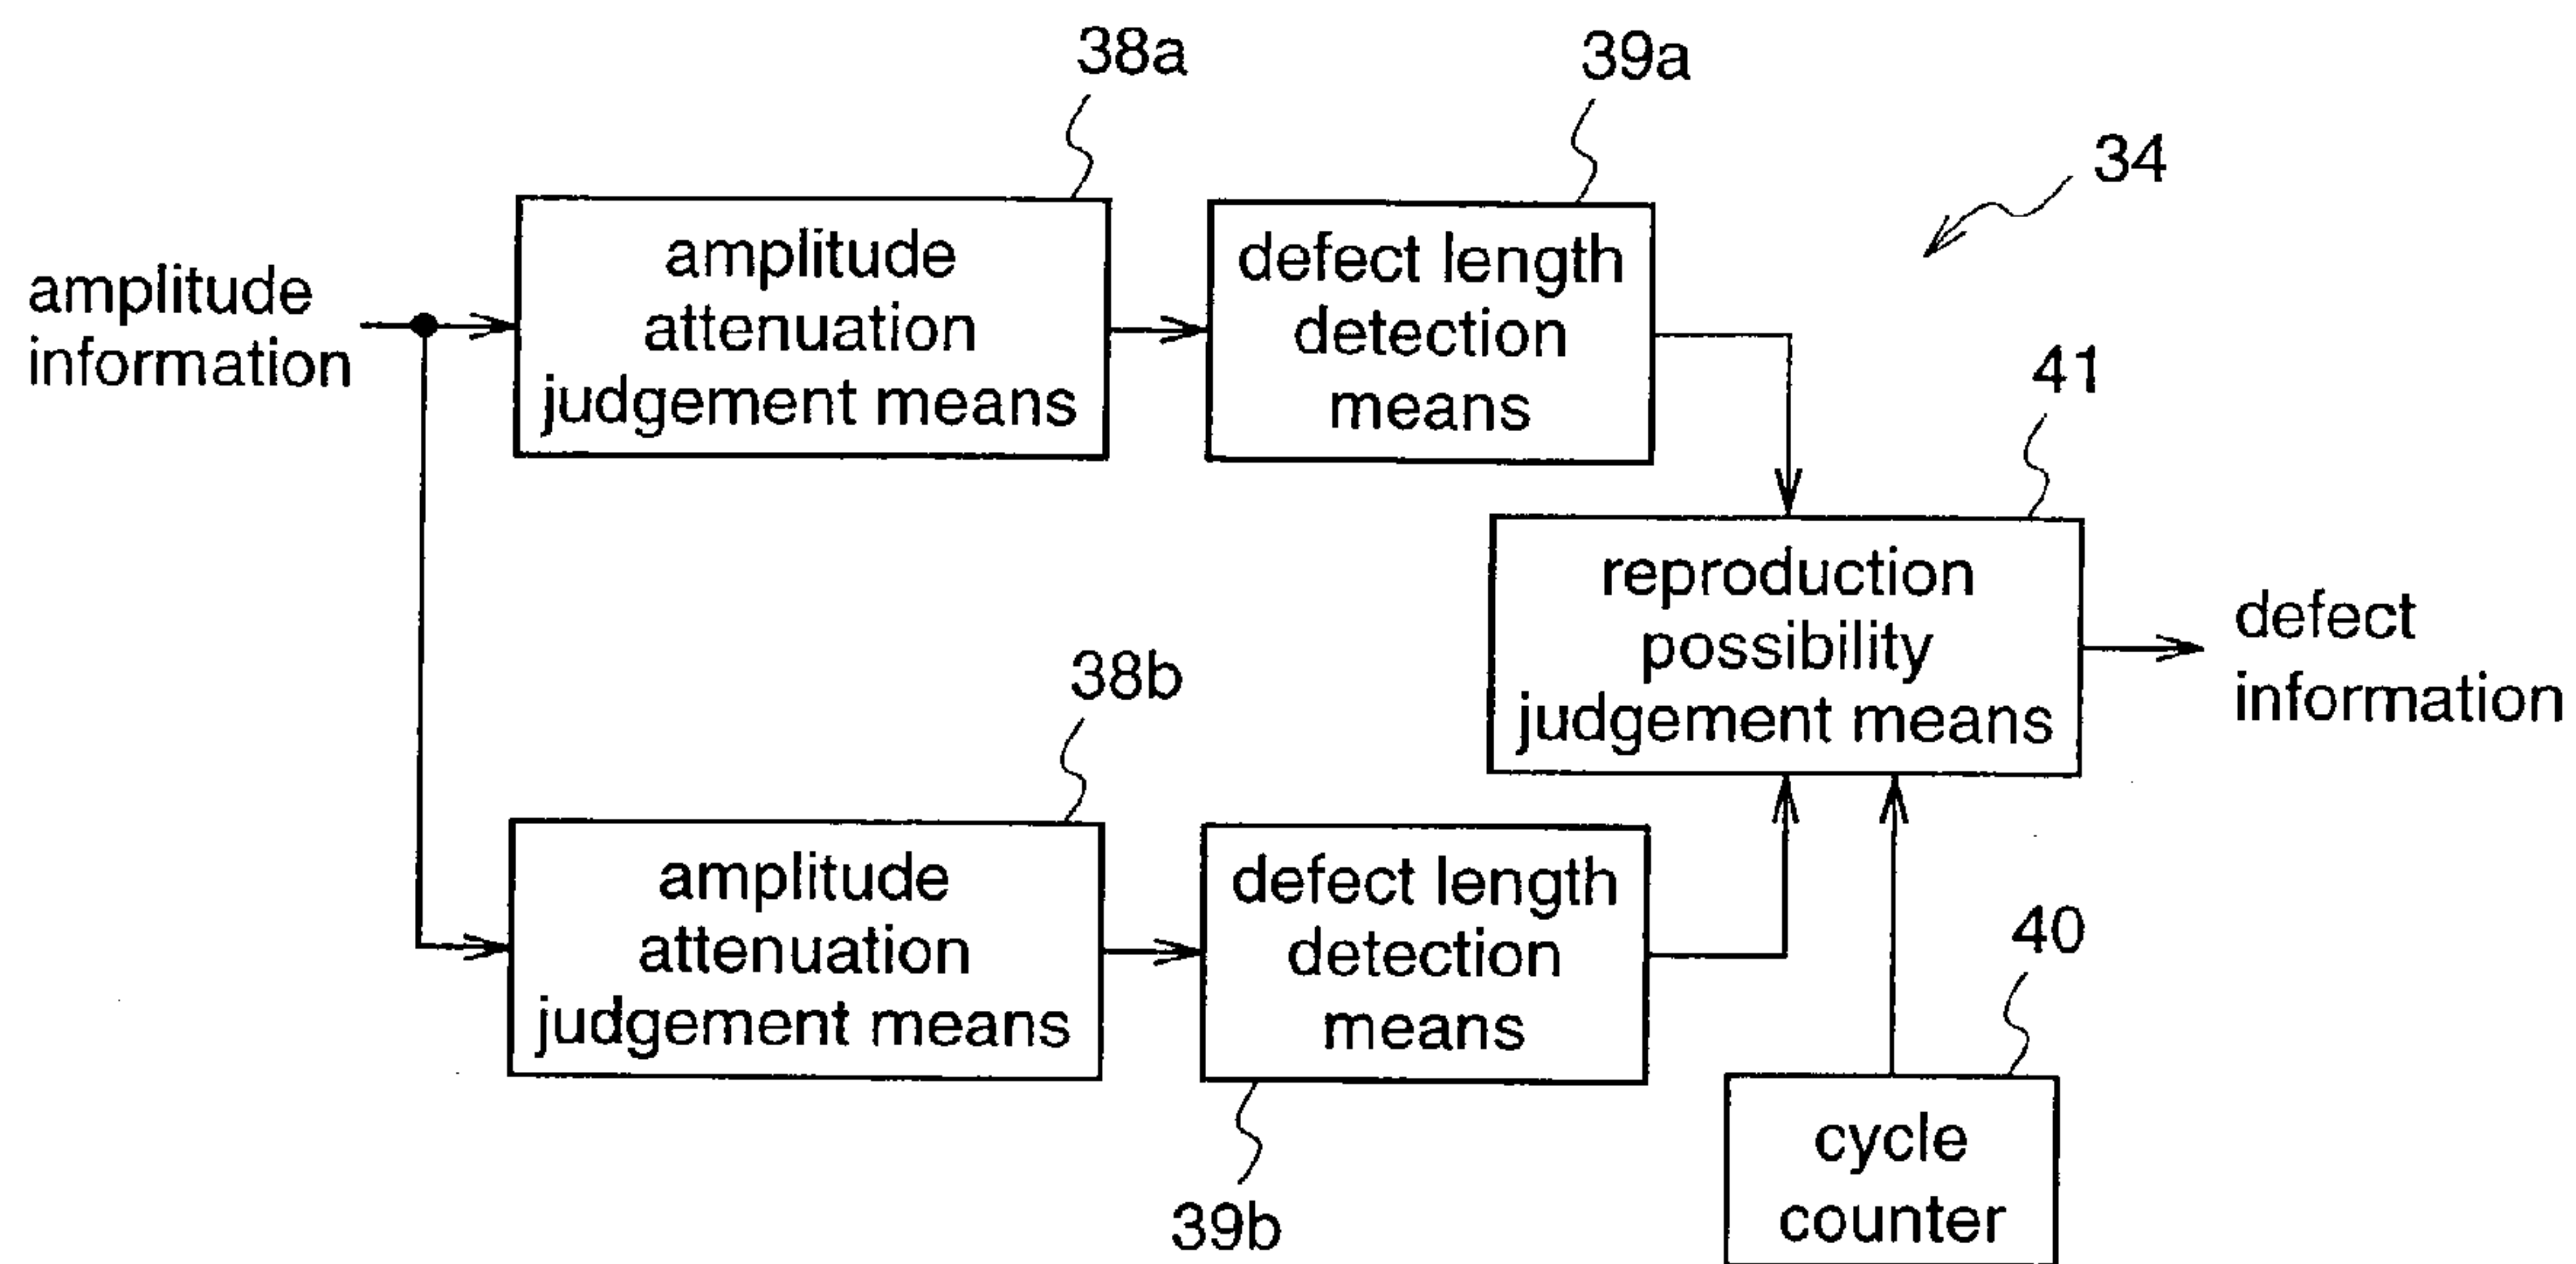 38a
39a
34
amplitude
information
amplitude
attenuation
judgement means
defect length
detection
means
41
reproduction
possibility
judgement means
defect
information
38b
amplitude
attenuation
judgement means
defect length
detection
means
40
39b
cycle
counter